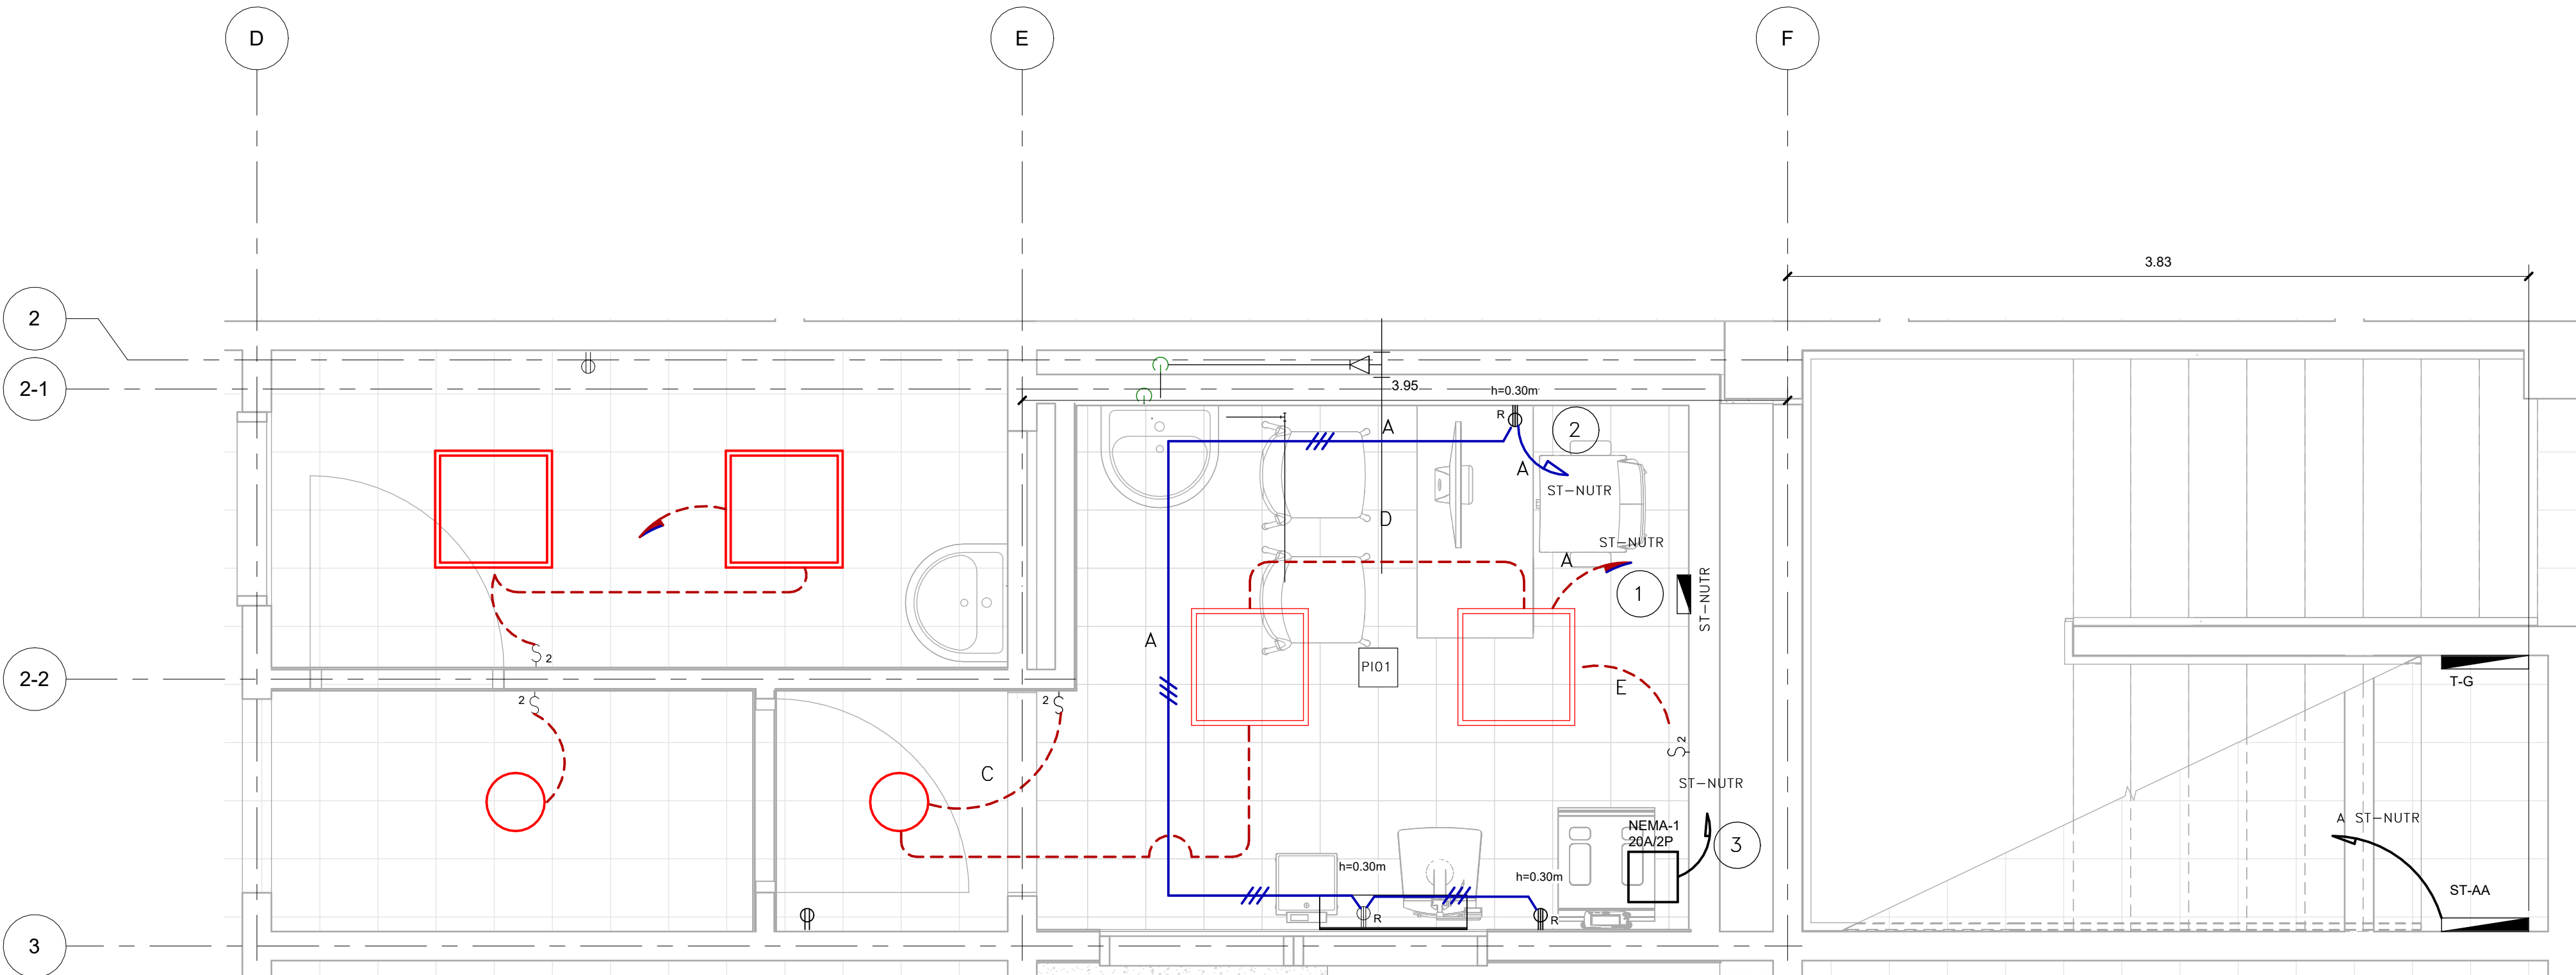 D
E
F
3.83
2
2-1
3.95
h=0.30m
R
A
2
A
ST-NUTR
D
ST-NUTR
A
1
ST-NUTR
A
2
2-2
PI01
T-G
2
2
E
2
C
ST-NUTR
A ST-NUTR
NEMA-1
20A/2P
3
h=0.30m
h=0.30m
ST-AA
R
R
3